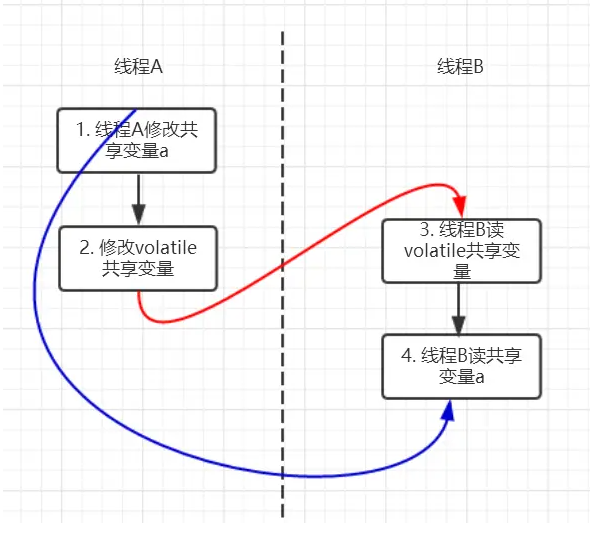 线程A
线程B
1. 线程A修改共
享变量a
2. 修改volatile
共享变量
3. 线程B读
volatile共享变
量
4. 线程B读共享
变量a